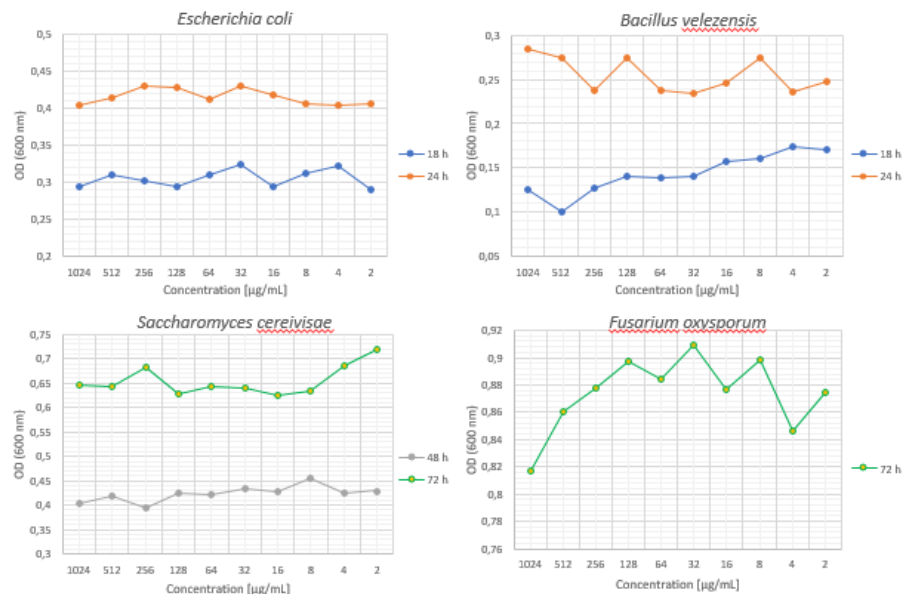 Escherichia coli
0,5
0,45
0,4
0,35
0,3
0,25
0,2
OD (600 nm)
1024 512 256 128 64 32 16 8 4 2
Concentration [µg/mL]
18 h
24 h
Bacillus velezensis
0,3
0,25
0,2
0,15
0,1
0,05
OD (600 nm)
1024 512 256 128 64 32 16 8 4 2
Concentration [µg/mL]
18 h
24 h
Saccharomyces cereivisae
0,75
0,7
0,65
0,6
0,55
0,5
0,45
0,4
0,35
0,3
OD (600 nm)
1024 512 256 128 64 32 16 8 4 2
Concentration [µg/mL]
48 h
72 h
Fusarium oxysporum
0,92
0,9
0,88
0,86
0,84
0,82
0,8
0,78
0,76
OD (600 nm)
1024 512 256 128 64 32 16 8 4 2
Concentration [µg/mL]
72 h